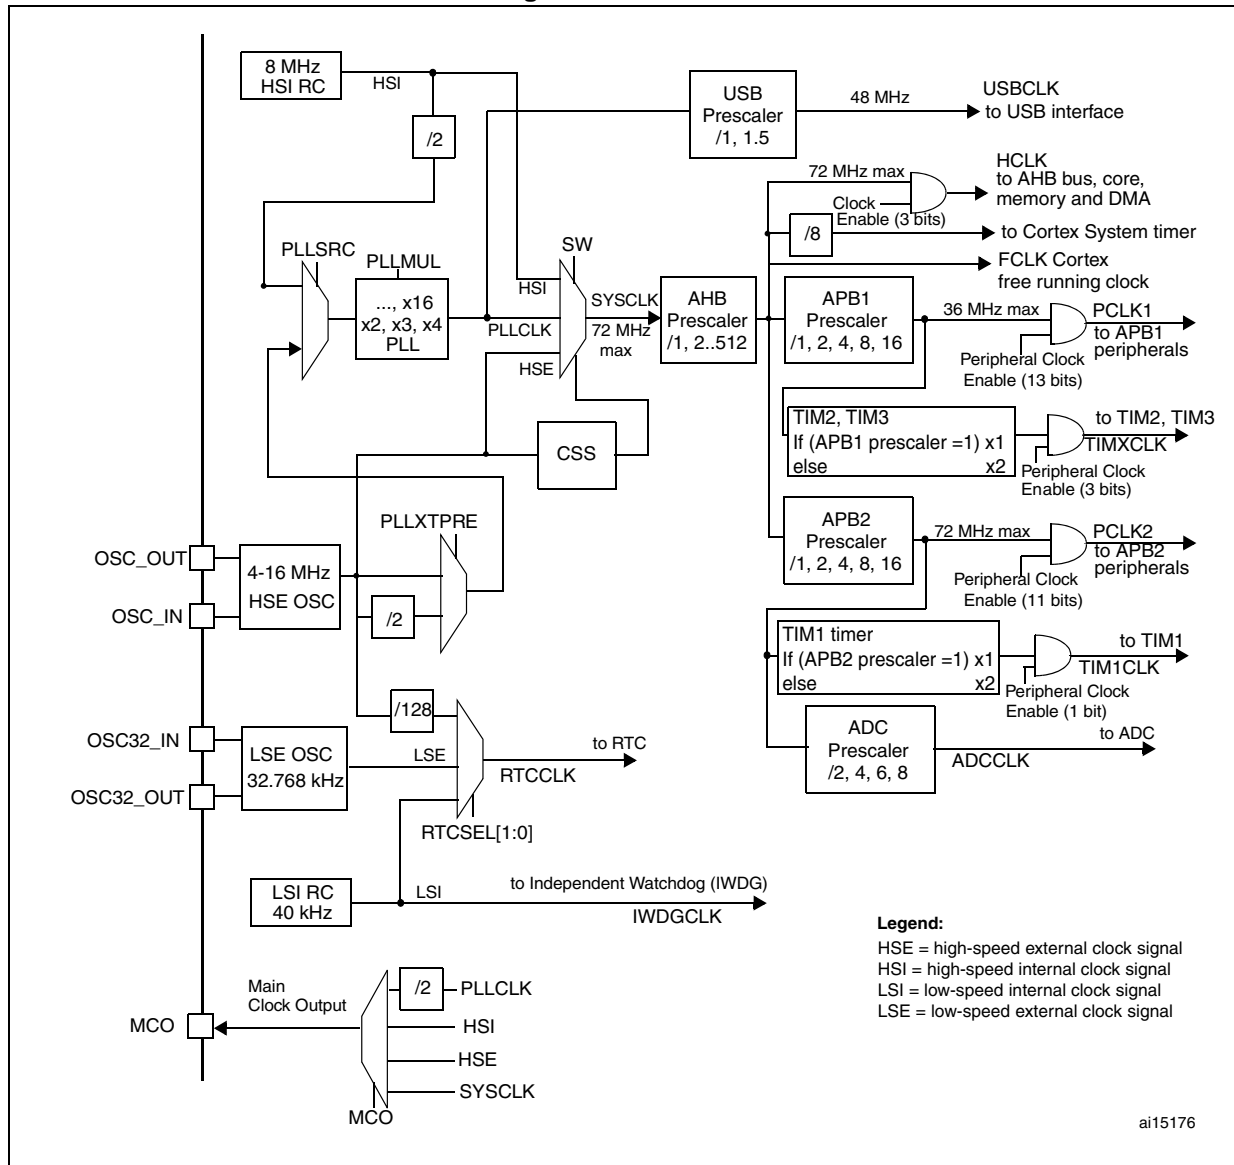 8 MHz
HSI RC
HSI
/2
USB
Prescaler
/1, 1.5
48 MHz
USBCLK
to USB interface
72 MHz max
Clock
Enable (3 bits)
HCLK
to AHB bus, core,
memory and DMA
/8
to Cortex System timer
FCLK Cortex
free running clock
PLLSRC
PLLMUL
..., x16
x2, x3, x4
PLL
SW
HSI
PLLCLK
HSE
SYSCLK
72 MHz
max
AHB
Prescaler
/1, 2..512
APB1
Prescaler
/1, 2, 4, 8, 16
36 MHz max
PCLK1
to APB1
peripherals
Peripheral Clock
Enable (13 bits)
TIM2, TIM3
If (APB1 prescaler =1) x1
else x2
to TIM2, TIM3
TIMXCLK
Peripheral Clock
Enable (3 bits)
CSS
PLLXTPRE
OSC_OUT
OSC_IN
4-16 MHz
HSE OSC
/2
APB2
Prescaler
/1, 2, 4, 8, 16
72 MHz max
PCLK2
to APB2
peripherals
Peripheral Clock
Enable (11 bits)
TIM1 timer
If (APB2 prescaler =1) x1
else x2
to TIM1
TIM1CLK
Peripheral Clock
Enable (1 bit)
/128
OSC32_IN
OSC32_OUT
LSE OSC
32.768 kHz
LSE
to RTC
RTCCLK
RTCSEL[1:0]
ADC
Prescaler
/2, 4, 6, 8
to ADC
ADCCLK
LSI RC
40 kHz
LSI
to Independent Watchdog (IWDG)
IWDGCLK
Legend:
HSE = high-speed external clock signal
HSI = high-speed internal clock signal
LSI = low-speed internal clock signal
LSE = low-speed external clock signal
Main
Clock Output
MCO
/2
PLLCLK
HSI
HSE
SYSCLK
MCO
ai15176